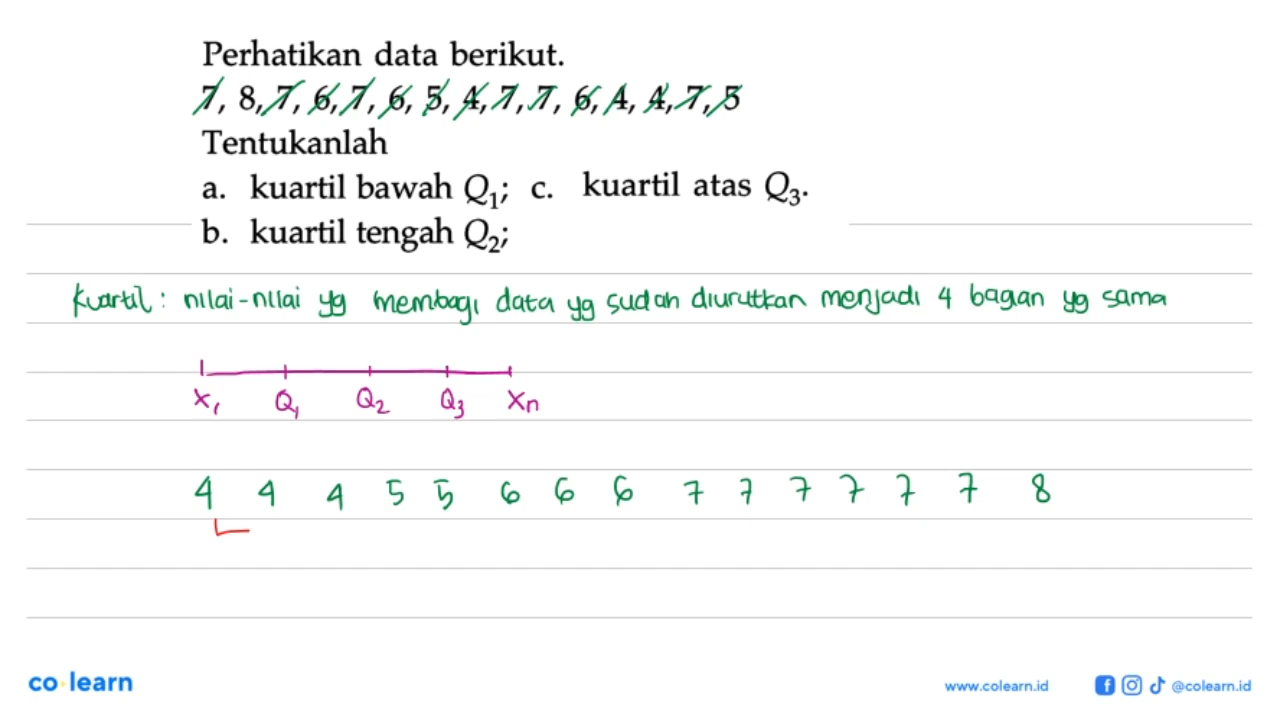 Perhatikan data berikut.
7, 8, 7, 6, 7, 6, 5, 4, 7, 7, 6, 4, 4, 7, 5
Tentukanlah
a. kuartil bawah Q₁; c. kuartil atas Q₃.
b. kuartil tengah Q₂;
Kuartil : nilai-nilai yg membagi data yg sudah diurutkan menjadi 4 bagian yg sama
X₁ Q₁ Q₂ Q₃ Xn
4 4 4 5 5 6 6 6 7 7 7 7 7 7 8
co learn www.colearn.id @colearn.id